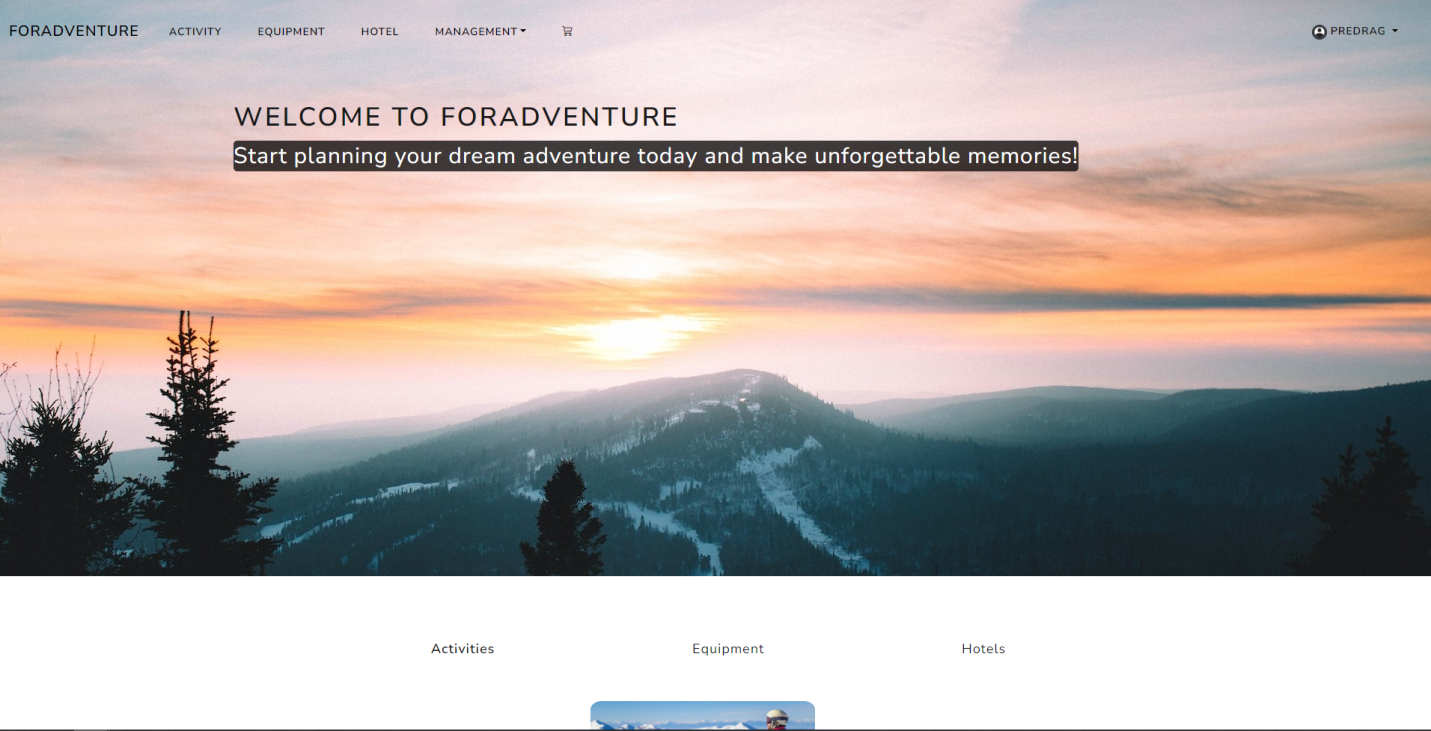 FORADVENTURE ACTIVITY EQUIPMENT HOTEL MANAGEMENT PREDRAG
WELCOME TO FORADVENTURE
Start planning your dream adventure today and make unforgettable memories!
Activities Equipment Hotels